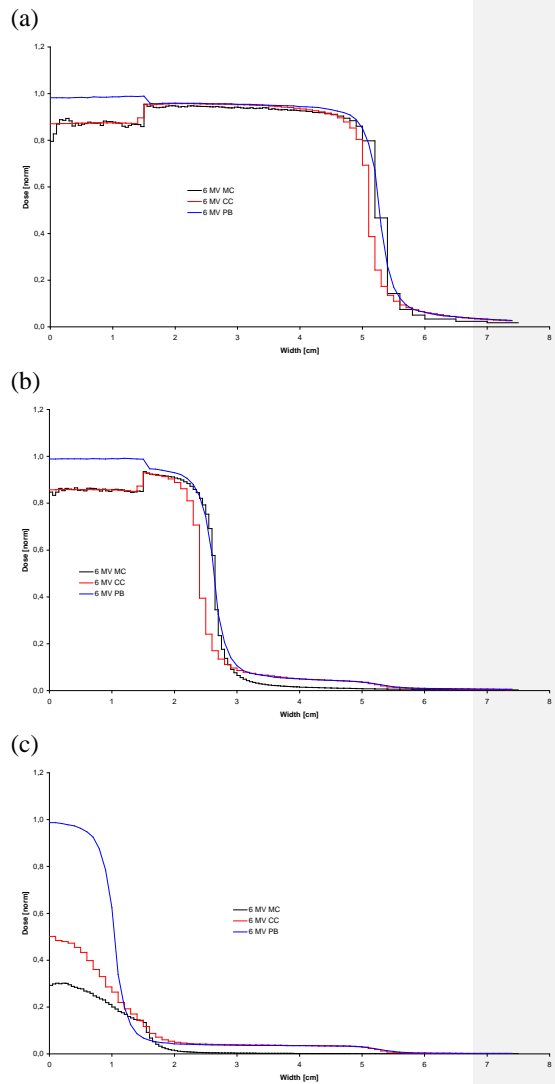 (a)
1,2
1,0
0,8
0,6
0,4
0,2
0,0
Dose [norm]
6 MV MC
6 MV CC
6 MV PB
0 1 2 3 4 5 6 7 8
Width [cm]
(b)
1,2
1,0
0,8
0,6
0,4
0,2
0,0
Dose [norm]
6 MV MC
6 MV CC
6 MV PB
0 1 2 3 4 5 6 7 8
Width [cm]
(c)
1,2
1,0
0,8
0,6
0,4
0,2
0,0
Dose [norm]
6 MV MC
6 MV CC
6 MV PB
0 1 2 3 4 5 6 7 8
Width [cm]